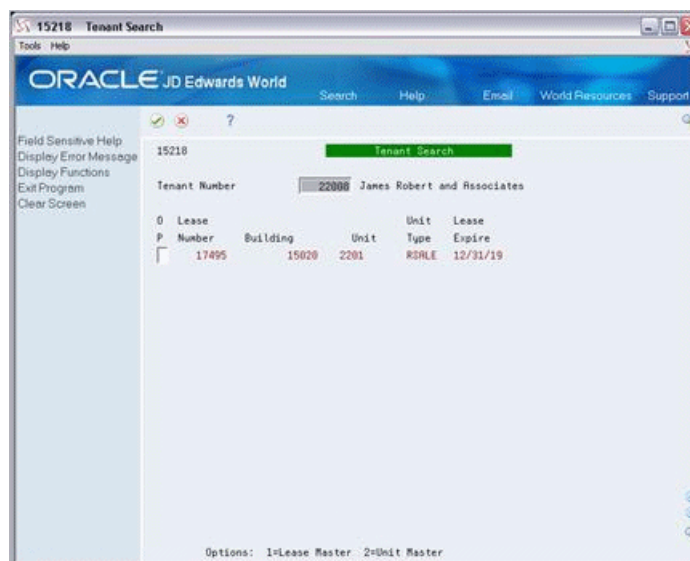 15218 Tenant Search
Tools Help
ORACLE JD Edwards World
Search Help Email World Resources Support
Field Sensitive Help
Display Error Message
Display Functions
Exit Program
Clear Screen
?
15218 Tenant Search
Tenant Number 22008 James Robert and Associates
O Lease Unit Lease
P Number Building Unit Type Expire
17495 15020 2201 RSALE 12/31/19
Options: 1=Lease Master 2=Unit Master